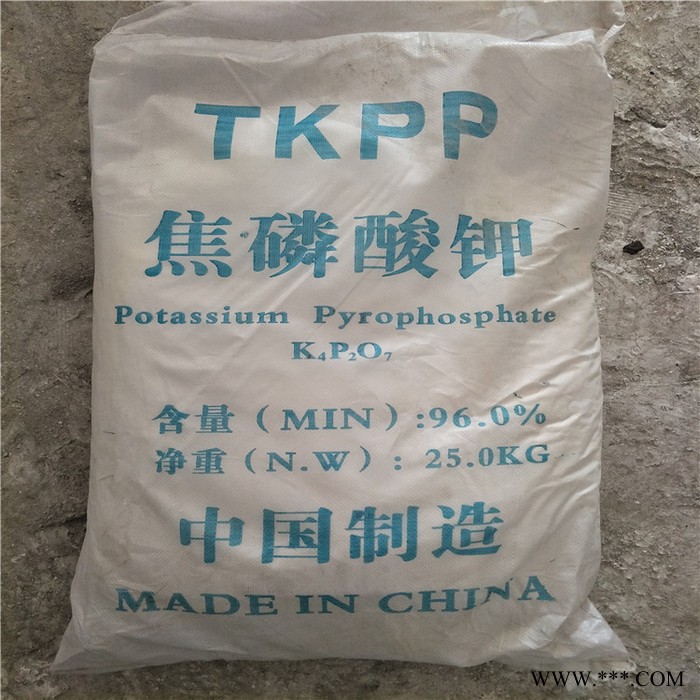 TKPP
焦磷酸钾
Potassium Pyrophosphate
K₄P₂O₇
含量（MIN）:96.0%
净重（N.W）: 25.0KG
中国制造
MADE IN CHINA
WWW.***.COM